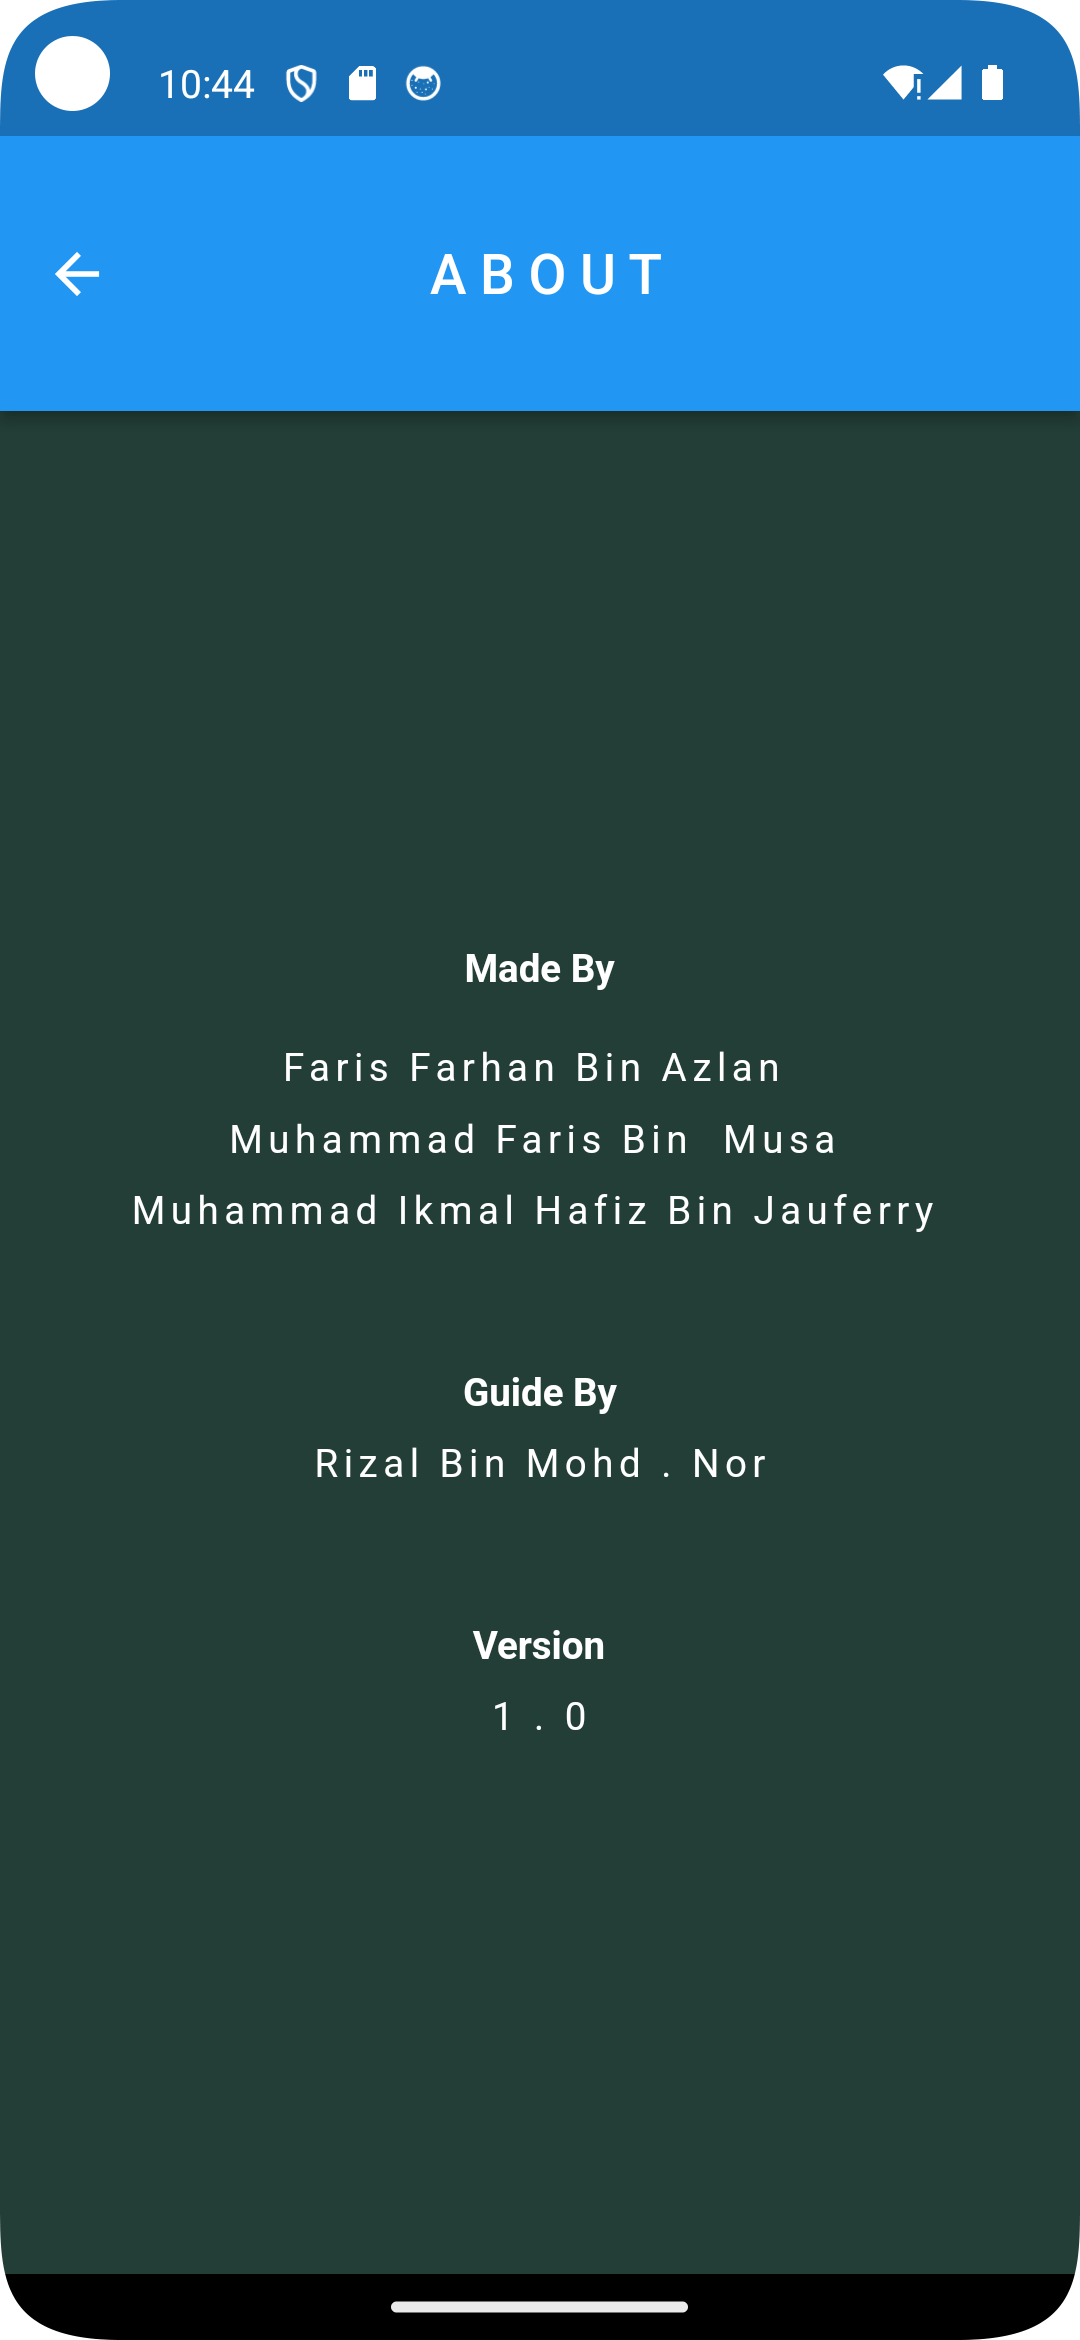 10:44
ABOUT
Made By
Faris Farhan Bin Azlan
Muhammad Faris Bin  Musa
Muhammad Ikmal Hafiz Bin Jauferry
Guide By
Rizal Bin Mohd . Nor
Version
1 . 0